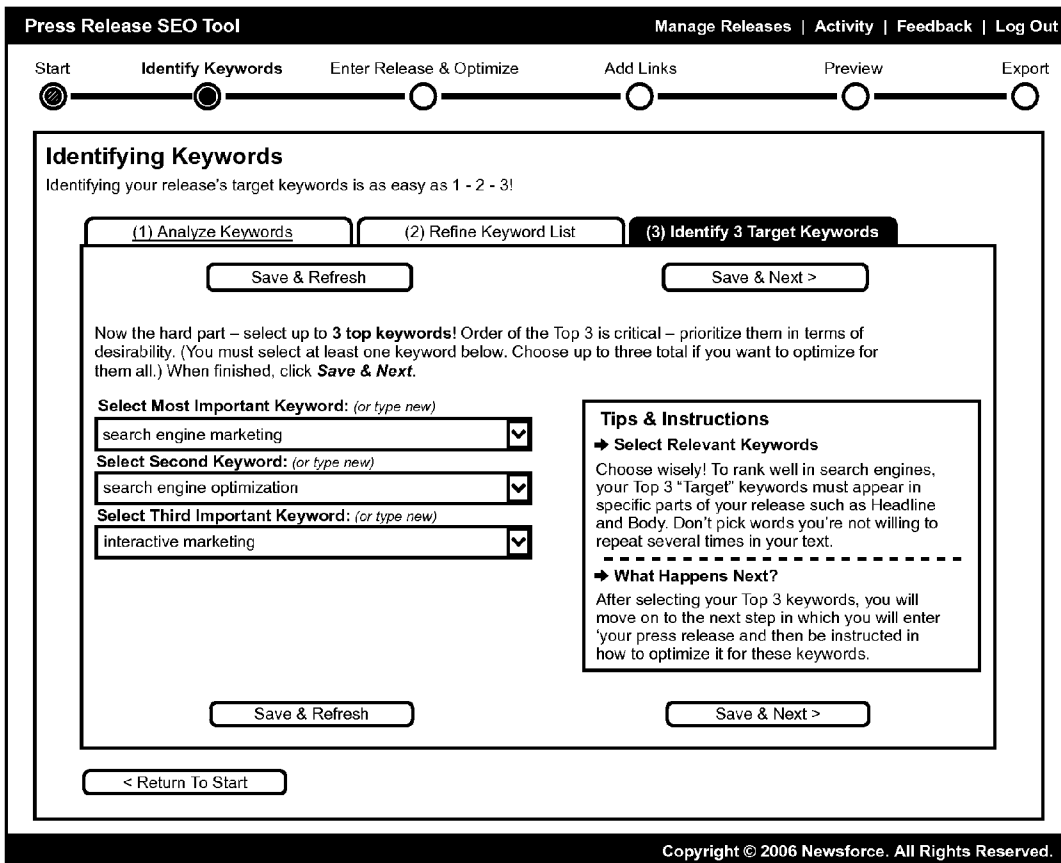 Press Release SEO Tool
Manage Releases | Activity | Feedback | Log Out
Start
Identify Keywords
Enter Release & Optimize
Add Links
Preview
Export
Identifying Keywords
Identifying your release's target keywords is as easy as 1 - 2 - 3!
(1) Analyze Keywords
(2) Refine Keyword List
(3) Identify 3 Target Keywords
Save & Refresh
Save & Next >
Now the hard part – select up to 3 top keywords! Order of the Top 3 is critical – prioritize them in terms of
desirability. (You must select at least one keyword below. Choose up to three total if you want to optimize for
them all.) When finished, click Save & Next.
Select Most Important Keyword: (or type new)
search engine marketing
Select Second Keyword: (or type new)
search engine optimization
Select Third Important Keyword: (or type new)
interactive marketing
Tips & Instructions
➔ Select Relevant Keywords
Choose wisely! To rank well in search engines,
your Top 3 “Target” keywords must appear in
specific parts of your release such as Headline
and Body. Don't pick words you're not willing to
repeat several times in your text.
➔ What Happens Next?
After selecting your Top 3 keywords, you will
move on to the next step in which you will enter
‘your press release and then be instructed in
how to optimize it for these keywords.
Save & Refresh
Save & Next >
< Return To Start
Copyright © 2006 Newsforce. All Rights Reserved.